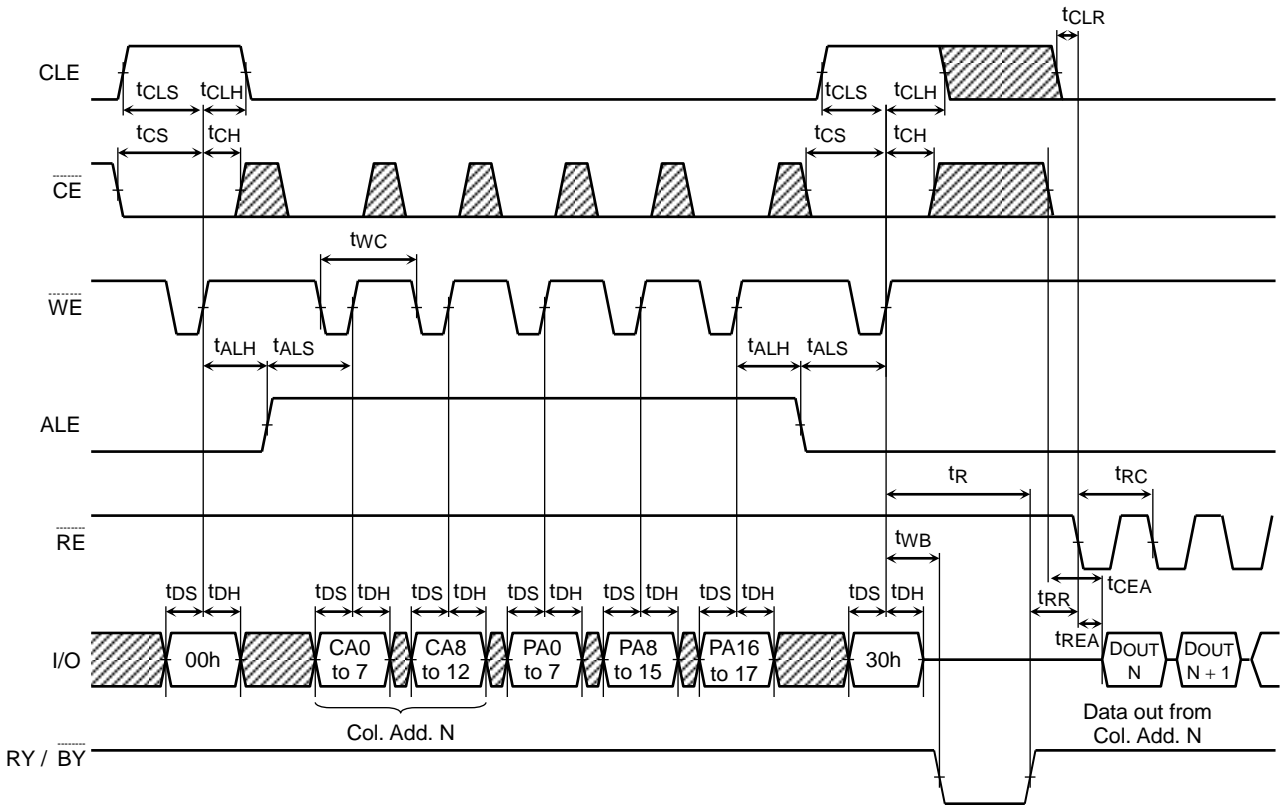 tCLR
CLE
tCLS tCLH tCLS tCLH
tCS tCH tCS tCH
CE
tWC
WE
tALH tALS tALH tALS
ALE
tR tRC
RE
tWB
tDS tDH tDS tDH tDS tDH tDS tDH tDS tDH tDS tDH tDS tDH tRR tCEA
tREA
I/O 00h CA0 to 7 CA8 to 12 PA0 to 7 PA8 to 15 PA16 to 17 30h DOUT N DOUT N + 1
Col. Add. N
Data out from
Col. Add. N
RY / BY